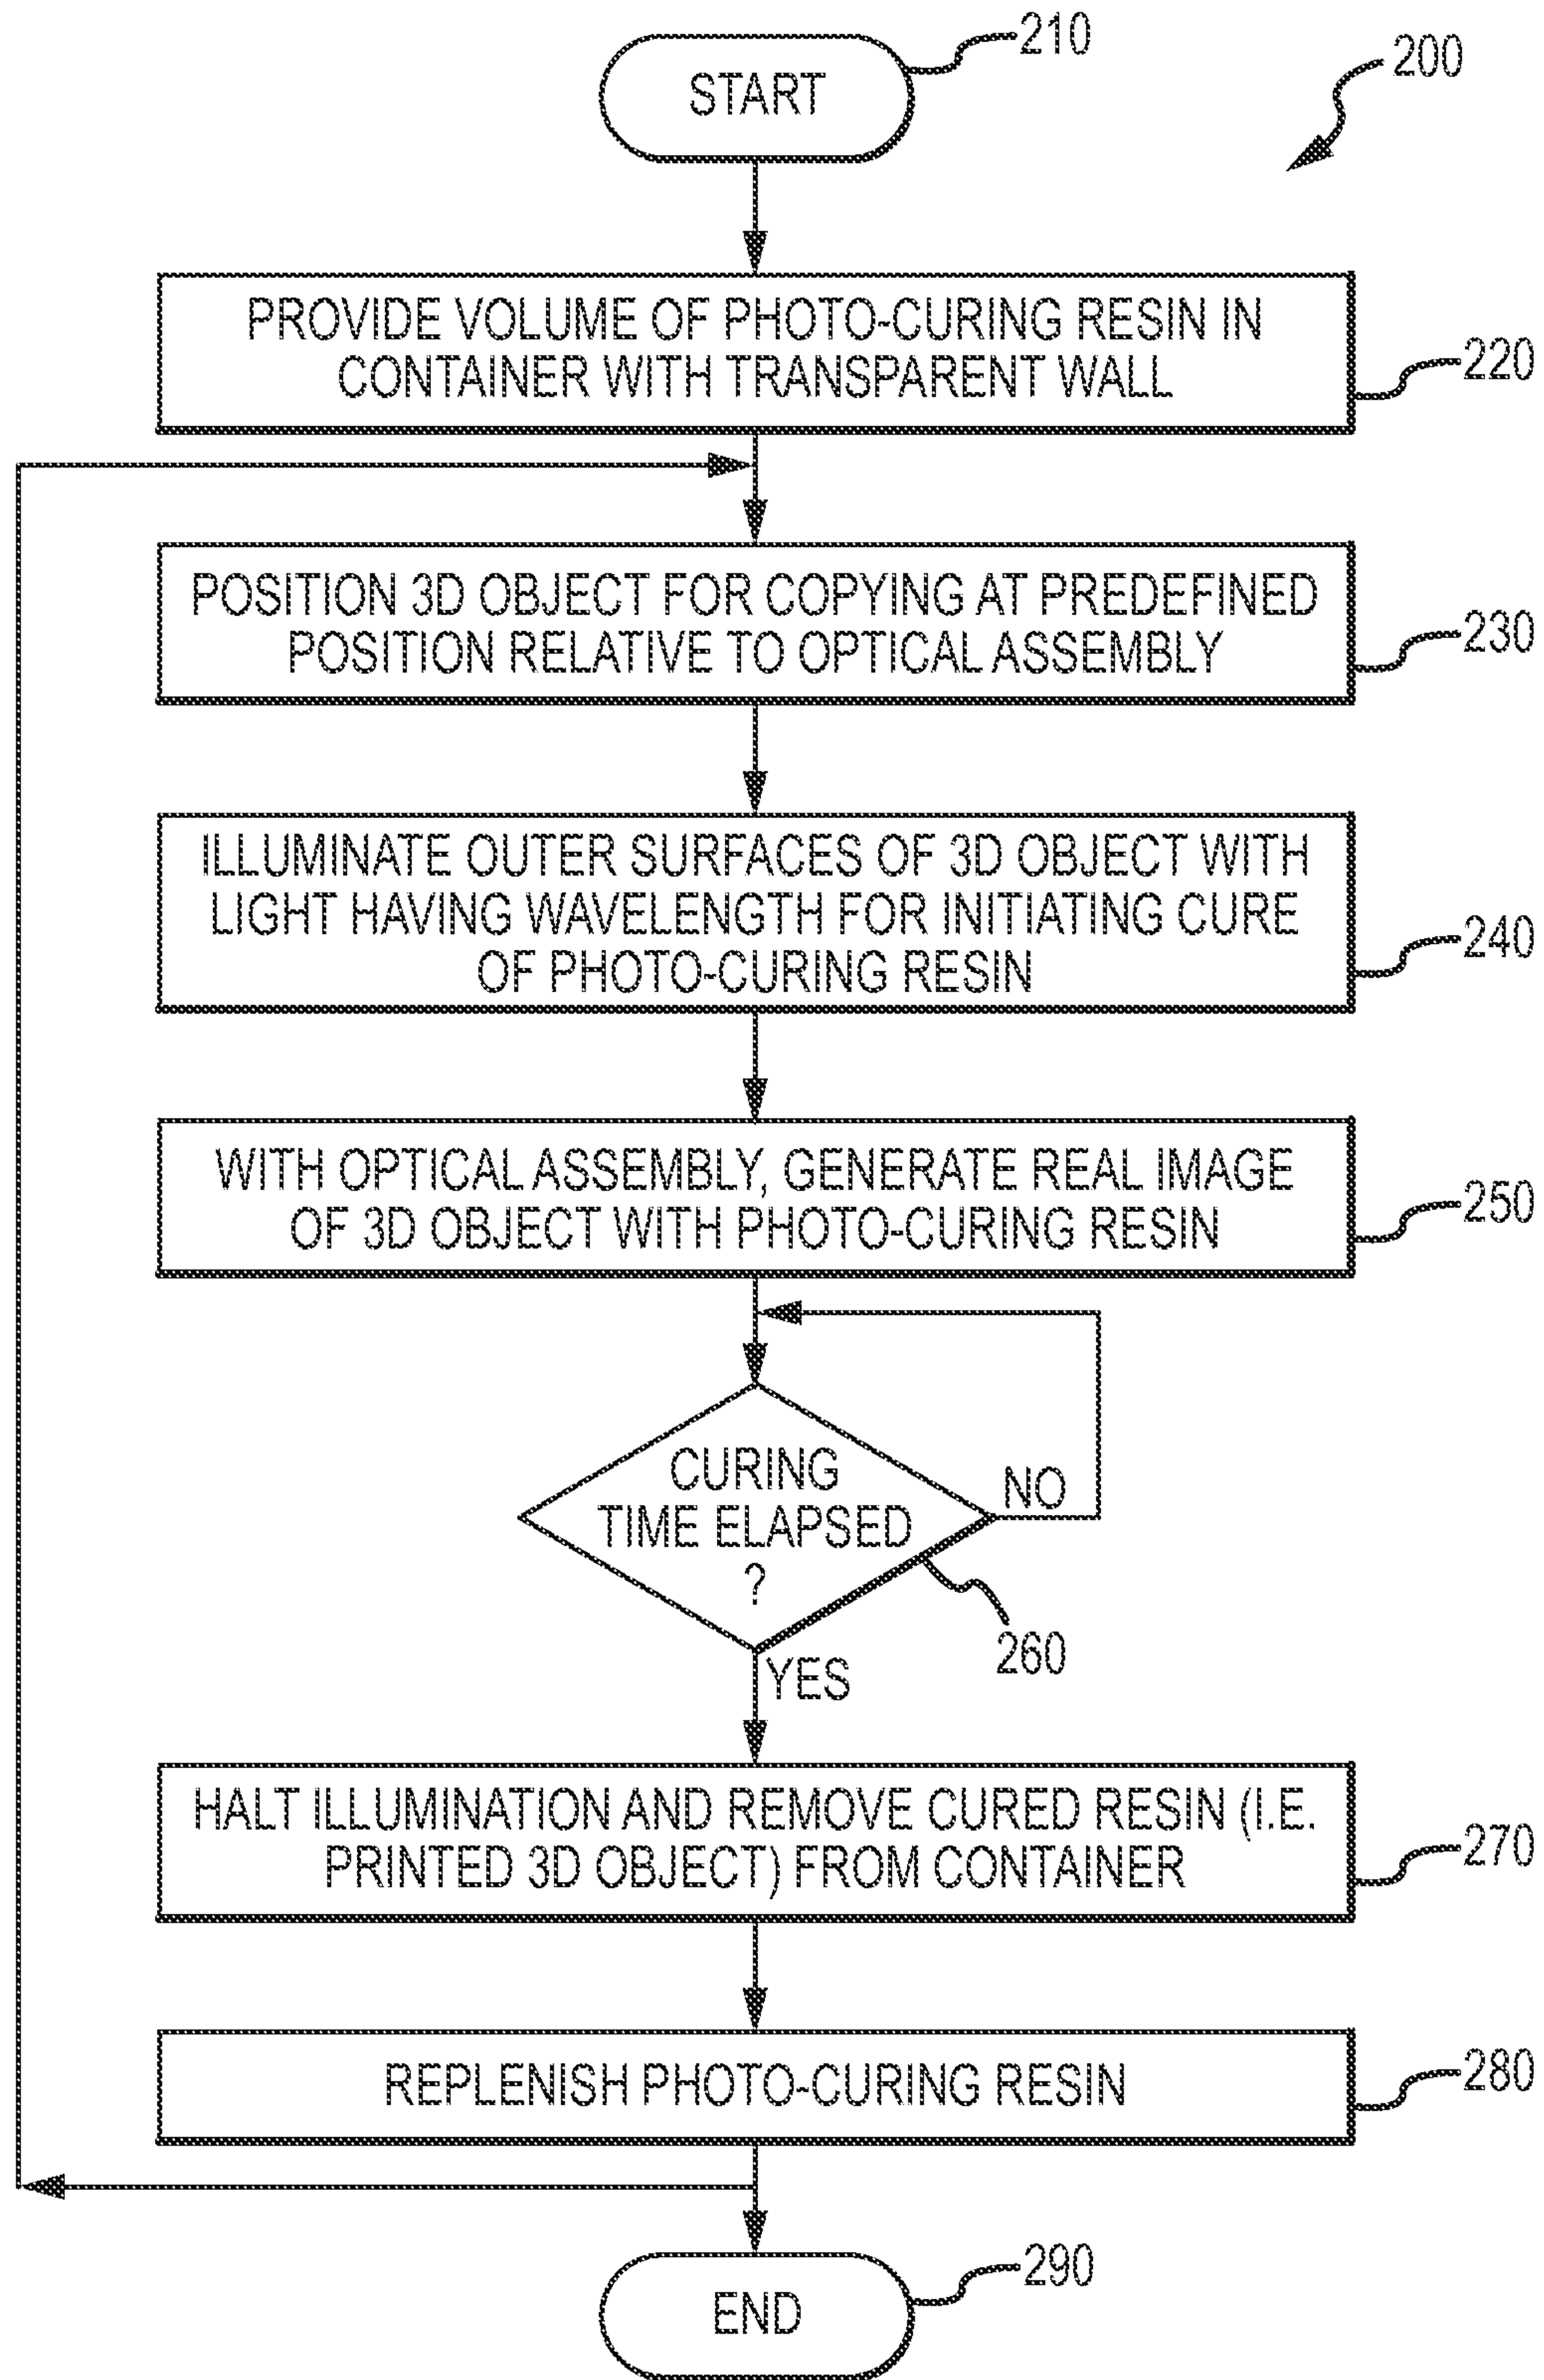 210
START
200
PROVIDE VOLUME OF PHOTO-CURING RESIN IN
CONTAINER WITH TRANSPARENT WALL
220
POSITION 3D OBJECT FOR COPYING AT PREDEFINED
POSITION RELATIVE TO OPTICAL ASSEMBLY
230
ILLUMINATE OUTER SURFACES OF 3D OBJECT WITH
LIGHT HAVING WAVELENGTH FOR INITIATING CURE
OF PHOTO-CURING RESIN
240
WITH OPTICAL ASSEMBLY, GENERATE REAL IMAGE
OF 3D OBJECT WITH PHOTO-CURING RESIN
250
CURING
TIME ELAPSED
?
NO
260
YES
HALT ILLUMINATION AND REMOVE CURED RESIN (I.E.
PRINTED 3D OBJECT) FROM CONTAINER
270
REPLENISH PHOTO-CURING RESIN
280
290
END